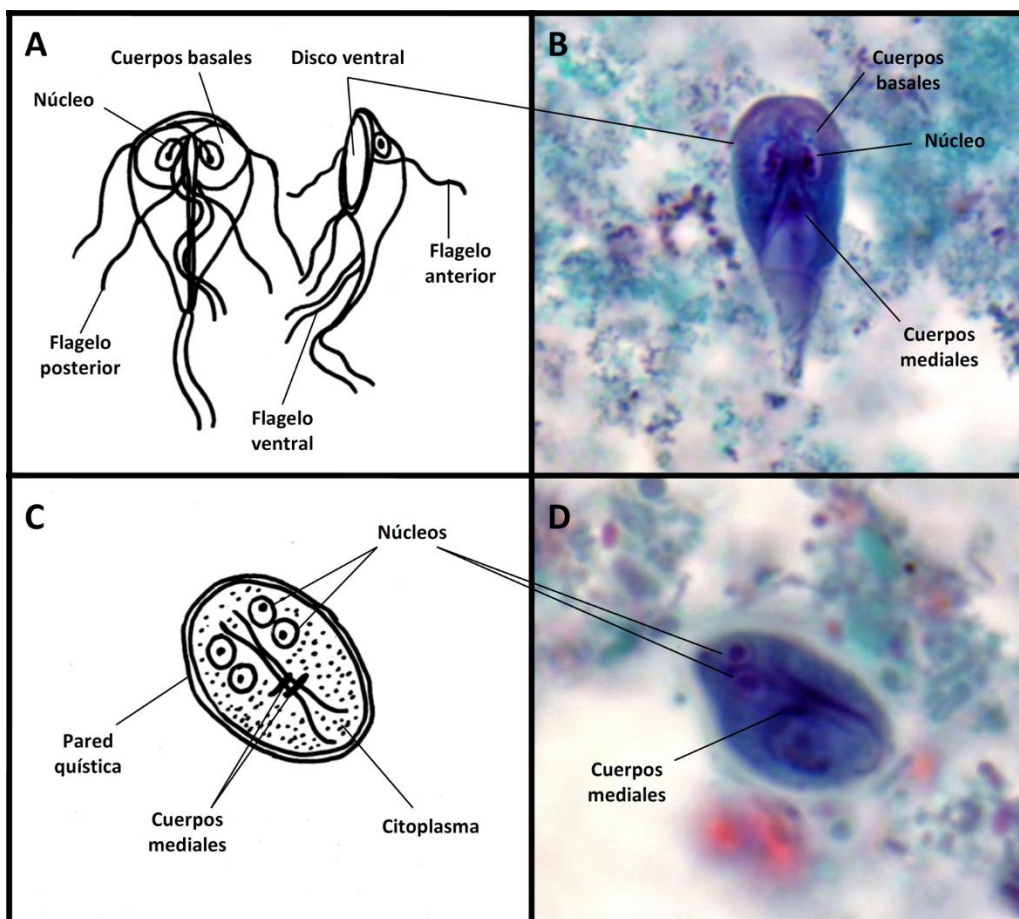 A
Cuerpos basales
Disco ventral
Núcleo
Flagelo
anterior
Flagelo
posterior
Flagelo
ventral
B
Cuerpos
basales
Núcleo
Cuerpos
mediales
C
Núcleos
Pared
quística
Cuerpos
mediales
Citoplasma
D
Cuerpos
mediales